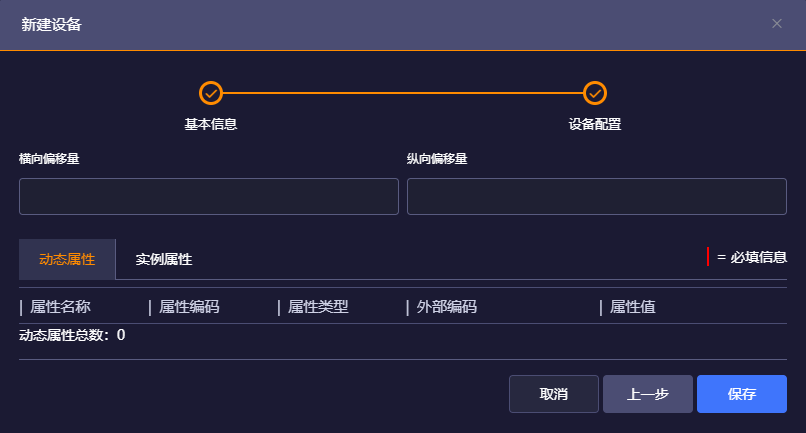 新建设备
基本信息 设备配置
横向偏移量 纵向偏移量
动态属性 实例属性 = 必填信息
属性名称 属性编码 属性类型 外部编码 属性值
动态属性总数：0
取消 上一步 保存